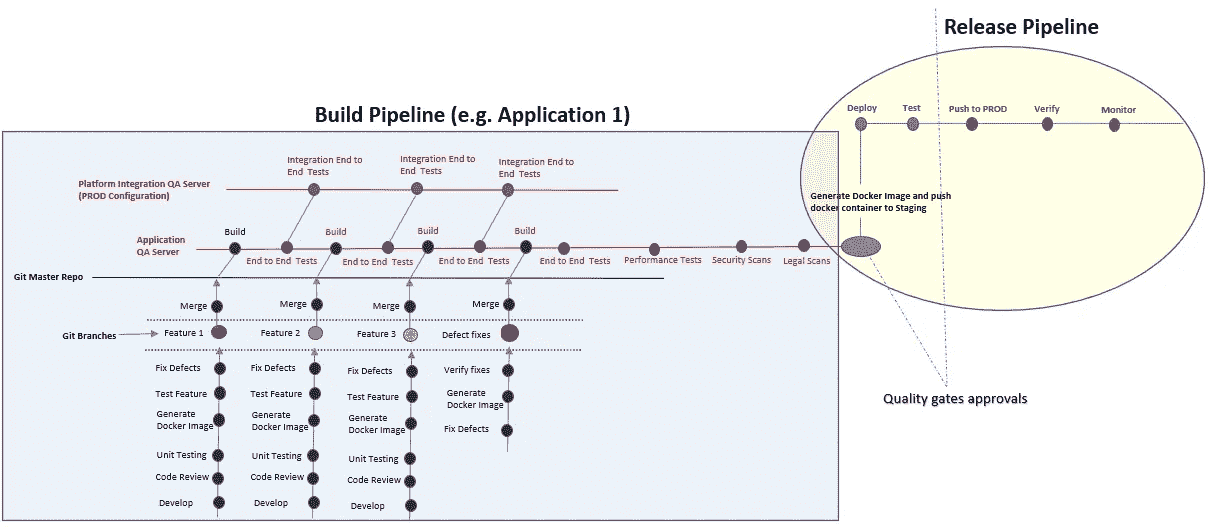 Release Pipeline
Build Pipeline (e.g. Application 1)
Deploy
Test
Push to PROD
Verify
Monitor
Integration End to
End Tests
Integration End to
End Tests
Integration End to
End Tests
Platform Integration QA Server
(PROD Configuration)
Generate Docker Image and push
docker container to Staging
Application
QA Server
Build
Build
Build
Build
End to End Tests
End to End Tests
End to End Tests
End to End Tests
Performance Tests
Security Scans
Legal Scans
Git Master Repo
Merge
Merge
Merge
Merge
Git Branches
Feature 1
Feature 2
Feature 3
Defect fixes
Fix Defects
Test Feature
Generate
Docker Image
Unit Testing
Code Review
Develop
Fix Defects
Test Feature
Generate
Docker Image
Unit Testing
Code Review
Develop
Fix Defects
Test Feature
Generate
Docker Image
Unit Testing
Code Review
Develop
Verify fixes
Generate
Docker Image
Fix Defects
Quality gates approvals